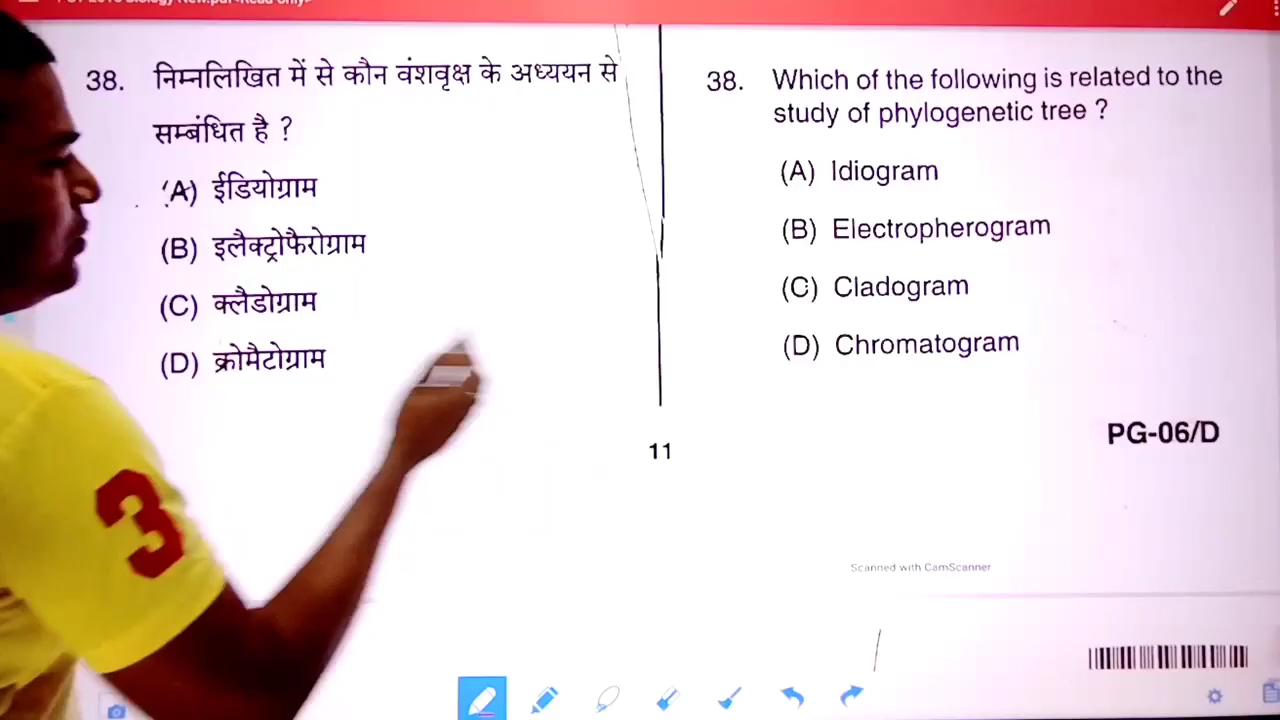 38. निम्नलिखित में से कौन वंशवृक्ष के अध्ययन से
सम्बंधित है ?
(A) ईडियोग्राम
(B) इलैक्ट्रोफैरोग्राम
(C) क्लैडोग्राम
(D) क्रोमैटोग्राम
38. Which of the following is related to the
study of phylogenetic tree ?
(A) Idiogram
(B) Electropherogram
(C) Cladogram
(D) Chromatogram
11
PG-06/D
Scanned with CamScanner
3